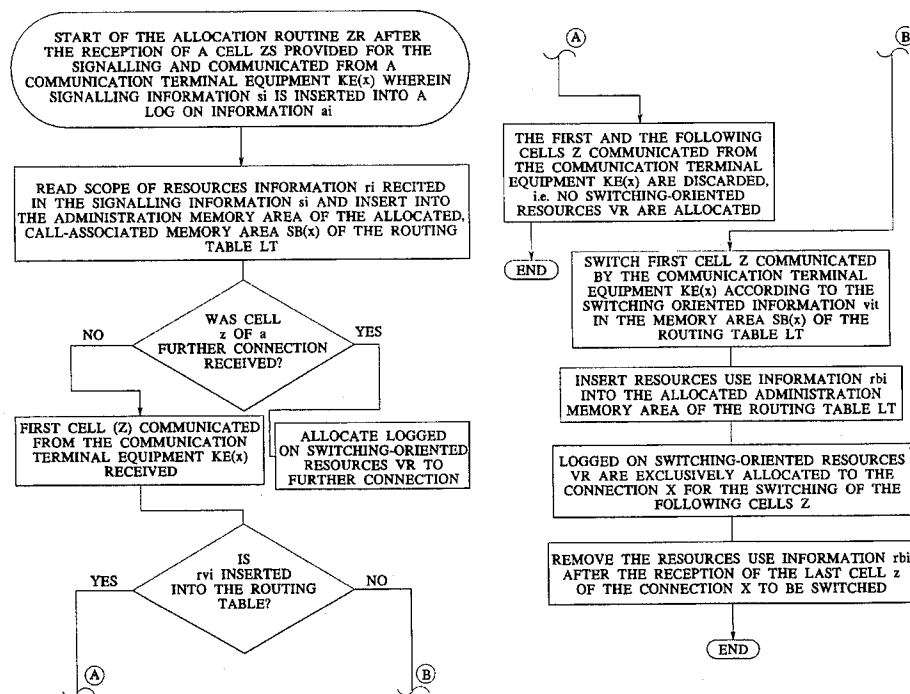 START OF THE ALLOCATION ROUTINE ZR AFTER
THE RECEPTION OF A CELL ZS PROVIDED FOR THE
SIGNALLING AND COMMUNICATED FROM A
COMMUNICATION TERMINAL EQUIPMENT KE(x) WHEREIN
SIGNALLING INFORMATION si IS INSERTED INTO A
LOG ON INFORMATION ai
READ SCOPE OF RESOURCES INFORMATION ri RECITED
IN THE SIGNALLING INFORMATION si AND INSERT INTO
THE ADMINISTRATION MEMORY AREA OF THE ALLOCATED,
CALL-ASSOCIATED MEMORY AREA SB(x) OF THE ROUTING
TABLE LT
NO
WAS CELL
z OF a
FURTHER CONNECTION
RECEIVED?
YES
FIRST CELL (Z) COMMUNICATED
FROM THE COMMUNICATION
TERMINAL EQUIPMENT KE(x)
RECEIVED
ALLOCATE LOGGED
ON SWITCHING-ORIENTED
RESOURCES VR TO
FURTHER CONNECTION
YES
IS
rvi INSERTED
INTO THE ROUTING
TABLE?
NO
A
B
A
B
THE FIRST AND THE FOLLOWING
CELLS Z COMMUNICATED FROM
THE COMMUNICATION TERMINAL
EQUIPMENT KE(x) ARE DISCARDED,
i.e. NO SWITCHING-ORIENTED
RESOURCES VR ARE ALLOCATED
END
SWITCH FIRST CELL Z COMMUNICATED
BY THE COMMUNICATION TERMINAL
EQUIPMENT KE(x) ACCORDING TO THE
SWITCHING ORIENTED INFORMATION vit
IN THE MEMORY AREA SB(x) OF THE
ROUTING TABLE LT
INSERT RESOURCES USE INFORMATION rbi
INTO THE ALLOCATED ADMINISTRATION
MEMORY AREA OF THE ROUTING TABLE LT
LOGGED ON SWITCHING-ORIENTED RESOURCES
VR ARE EXCLUSIVELY ALLOCATED TO THE
CONNECTION X FOR THE SWITCHING OF THE
FOLLOWING CELLS Z
REMOVE THE RESOURCES USE INFORMATION rbi
AFTER THE RECEPTION OF THE LAST CELL z
OF THE CONNECTION X TO BE SWITCHED
END